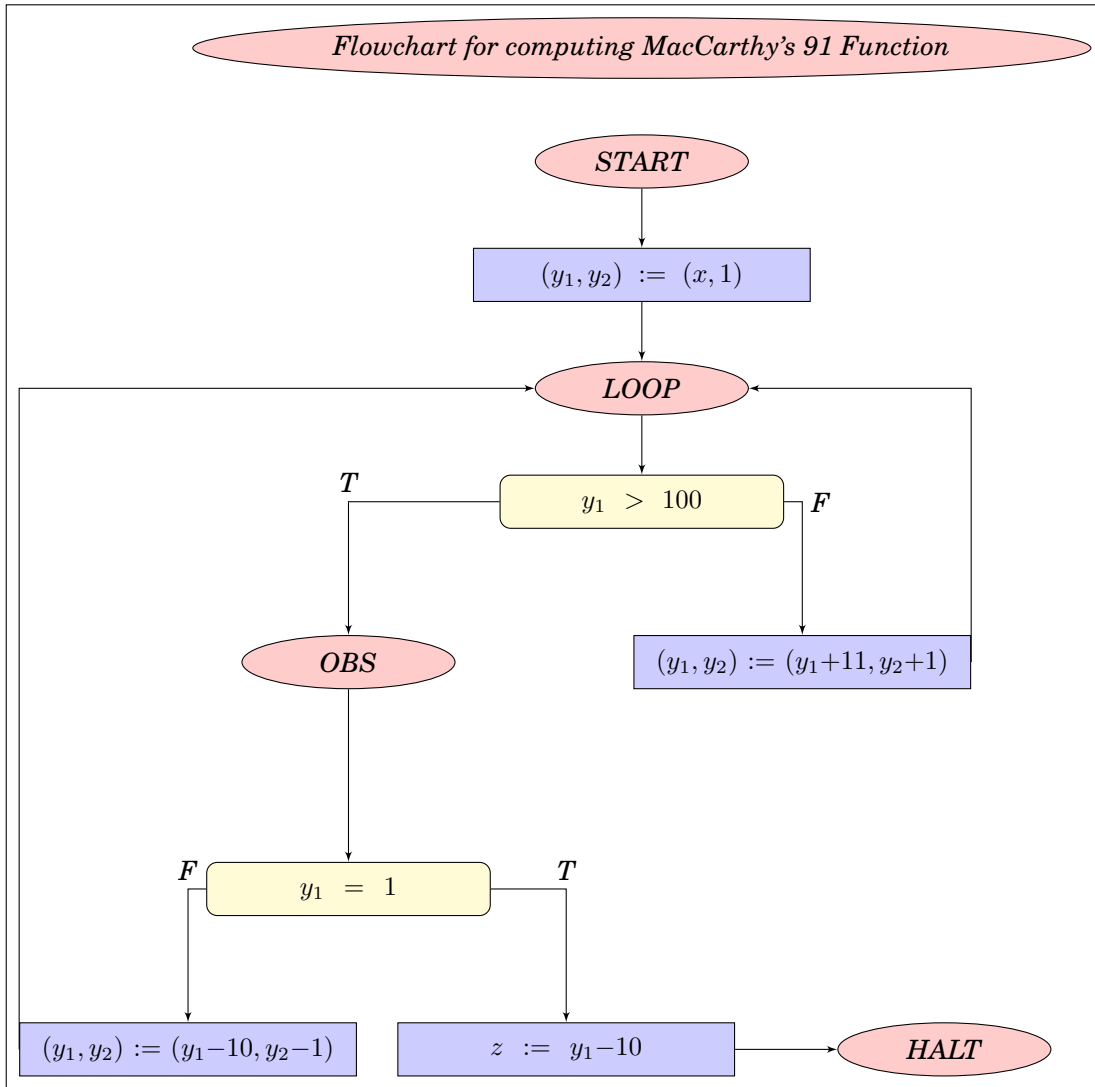 Flowchart for computing MacCarthy's 91 Function
START
(y₁, y₂) := (x, 1)
LOOP
T
y₁ > 100
F
OBS
(y₁, y₂) := (y₁+11, y₂+1)
F
y₁ = 1
T
(y₁, y₂) := (y₁−10, y₂−1)
z := y₁−10
HALT